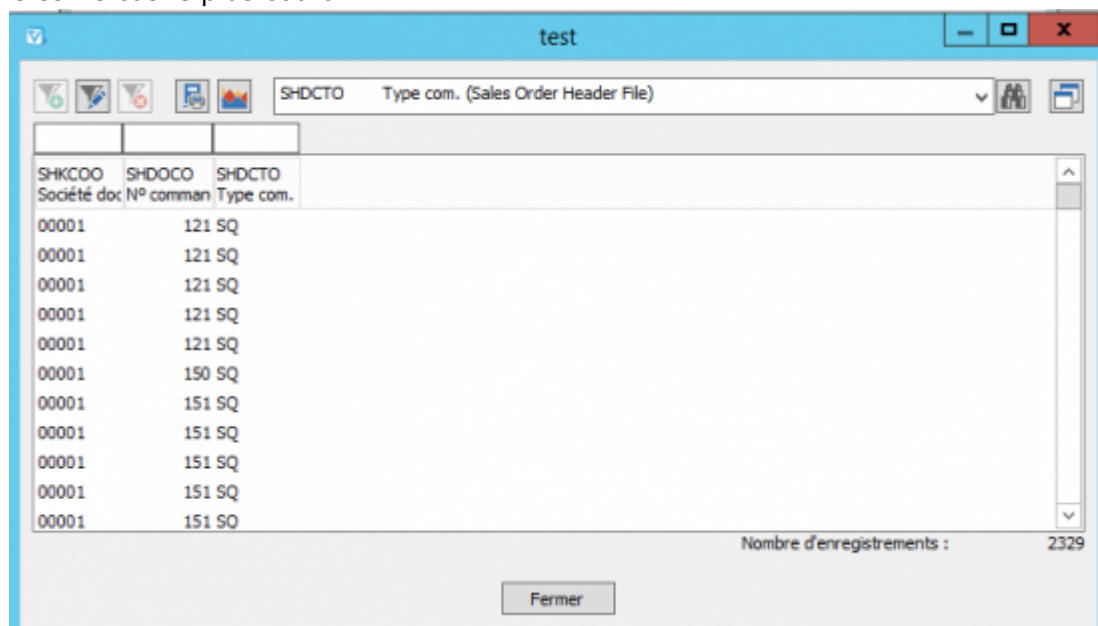 test
SHDCTO Type com. (Sales Order Header File)
SHKCOO SHDOCO SHDCTO
Société doc N° comman Type com.
00001 121 SQ
00001 121 SQ
00001 121 SQ
00001 121 SQ
00001 121 SQ
00001 150 SQ
00001 151 SQ
00001 151 SQ
00001 151 SQ
00001 151 SQ
00001 151 SQ
Nombre d'enregistrements : 2329
Fermer